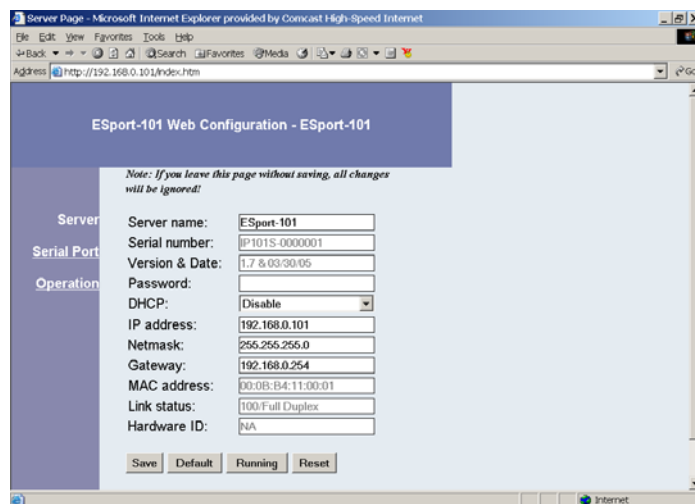 Server Page - Microsoft Internet Explorer provided by Comcast High-Speed Internet
File Edit View Favorites Tools Help
Back Search Favorites Media
Address http://192.168.0.101/index.htm Go
ESport-101 Web Configuration - ESport-101
Note: If you leave this page without saving, all changes
will be ignored!
Server
Serial Port
Operation
Server name: ESport-101
Serial number: IP101S-0000001
Version & Date: 1.7 & 03/30/05
Password:
DHCP: Disable
IP address: 192.168.0.101
Netmask: 255.255.255.0
Gateway: 192.168.0.254
MAC address: 00:0B:B4:11:00:01
Link status: 100/Full Duplex
Hardware ID: NA
Save Default Running Reset
Internet